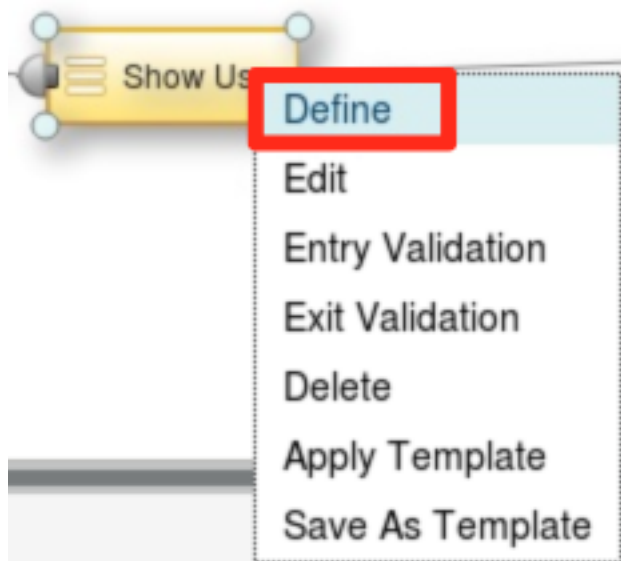 Show Us
Define
Edit
Entry Validation
Exit Validation
Delete
Apply Template
Save As Template